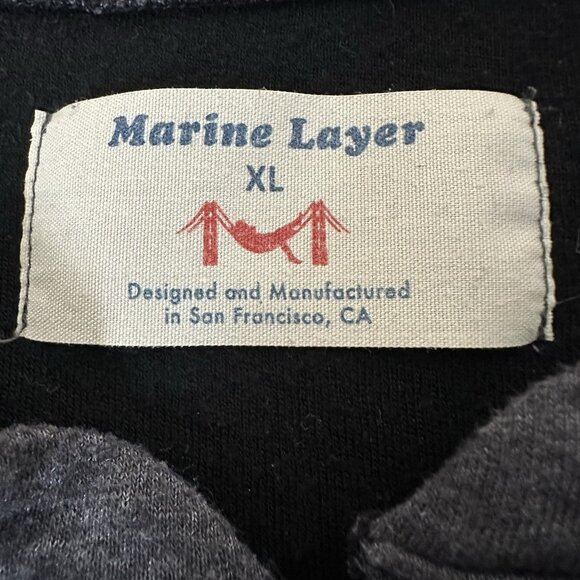 Marine Layer
XL
Designed and Manufactured
in San Francisco, CA